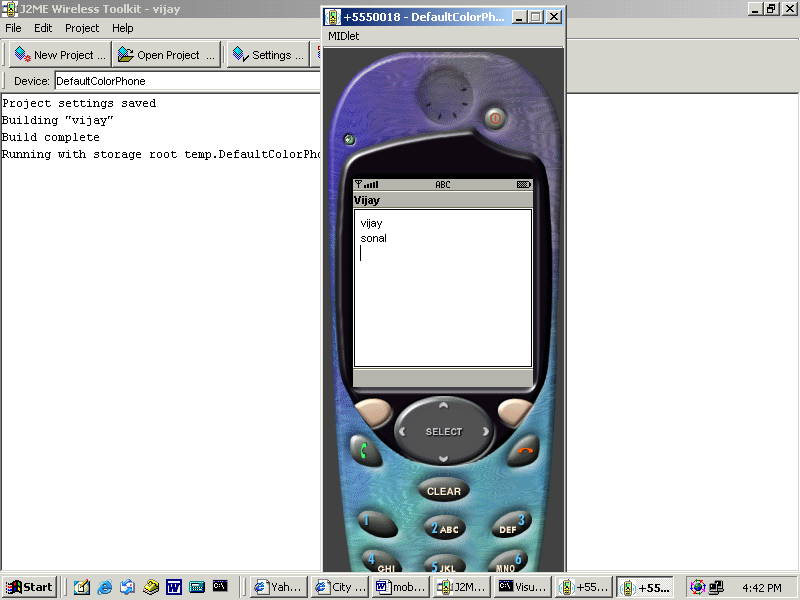 J2ME Wireless Toolkit - vijay
File Edit Project Help
New Project ... Open Project ... Settings ...
Device: DefaultColorPhone
Project settings saved
Building "vijay"
Build complete
Running with storage root temp.DefaultColorPho
+5550018 - DefaultColorP...
MIDlet
ABC
Vijay
vijay
sonal
SELECT
CLEAR
1 2 ABC DEF 3
4 GHI 5 JKL MNO 6
Start Yah... City ... mob... J2M... Visu... +55... +55... 4:42 PM